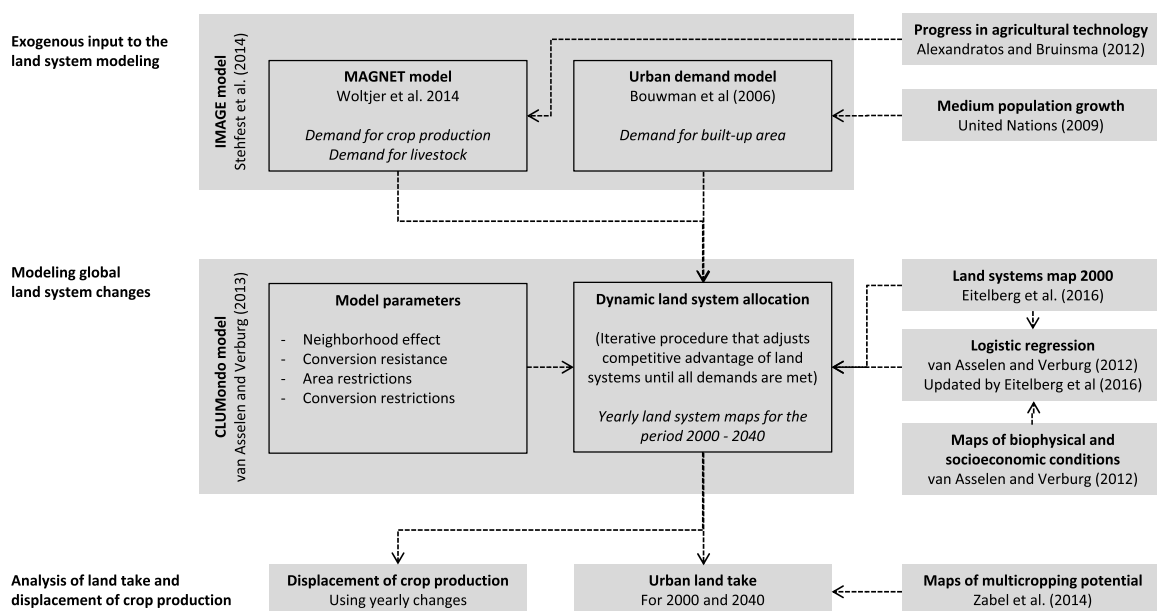 Exogenous input to the
land system modeling
IMAGE model
Stehfest et al. (2014)
MAGNET model
Woltjer et al. 2014
Demand for crop production
Demand for livestock
Urban demand model
Bouwman et al (2006)
Demand for built-up area
Progress in agricultural technology
Alexandratos and Bruinsma (2012)
Medium population growth
United Nations (2009)
Modeling global
land system changes
CLUMondo model
van Asselen and Verburg (2013)
Model parameters
- Neighborhood effect
- Conversion resistance
- Area restrictions
- Conversion restrictions
Dynamic land system allocation
(Iterative procedure that adjusts
competitive advantage of land
systems until all demands are met)
Yearly land system maps for the
period 2000 - 2040
Land systems map 2000
Eitelberg et al. (2016)
Logistic regression
van Asselen and Verburg (2012)
Updated by Eitelberg et al (2016)
Maps of biophysical and
socioeconomic conditions
van Asselen and Verburg (2012)
Analysis of land take and
displacement of crop production
Displacement of crop production
Using yearly changes
Urban land take
For 2000 and 2040
Maps of multicropping potential
Zabel et al. (2014)